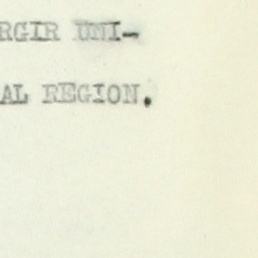 RGIR UNI-
AL REGION.